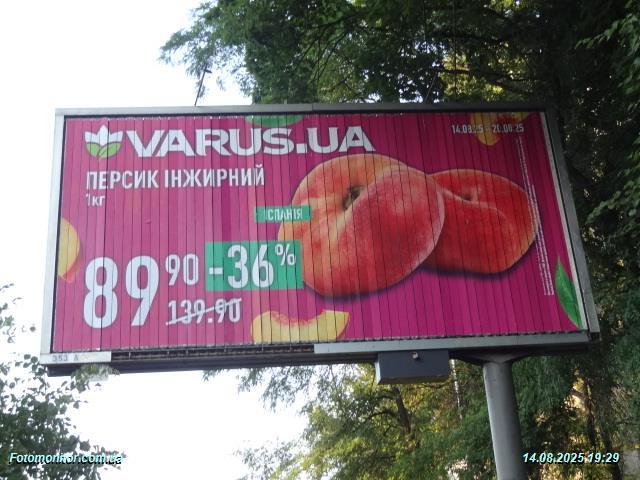 VARUS.UA
14.08.25 - 20.08.25
ПЕРСИК ІНЖИРНИЙ
1кг
ІСПАНІЯ
89 90 -36%
139.90
353 A
Fotomonitor.com.ua
14.08.2025 19:29